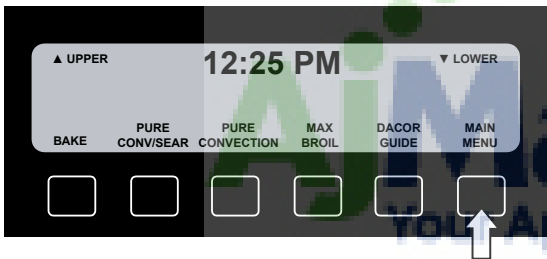 ▲ UPPER 12:25 PM ▼ LOWER
BAKE PURE CONV/SEAR PURE CONVECTION MAX BROIL DACOR GUIDE MAIN MENU